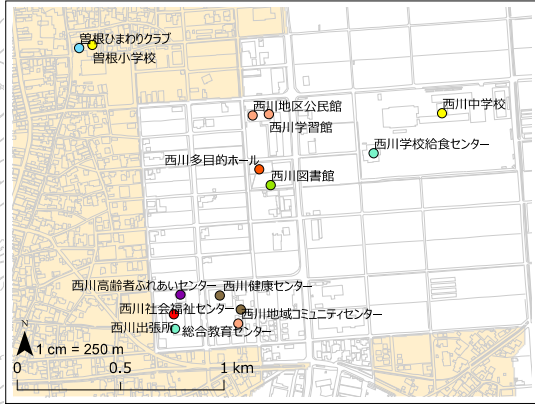 曽根ひまわりクラブ
曽根小学校
西川地区公民館
西川中学校
西川学習館
西川学校給食センター
西川多目的ホール
西川図書館
西川高齢者ふれあいセンター
西川健康センター
西川社会福祉センター
西川地域コミュニティセンター
西川出張所
総合教育センター
N
1 cm = 250 m
0 0.5 1 km